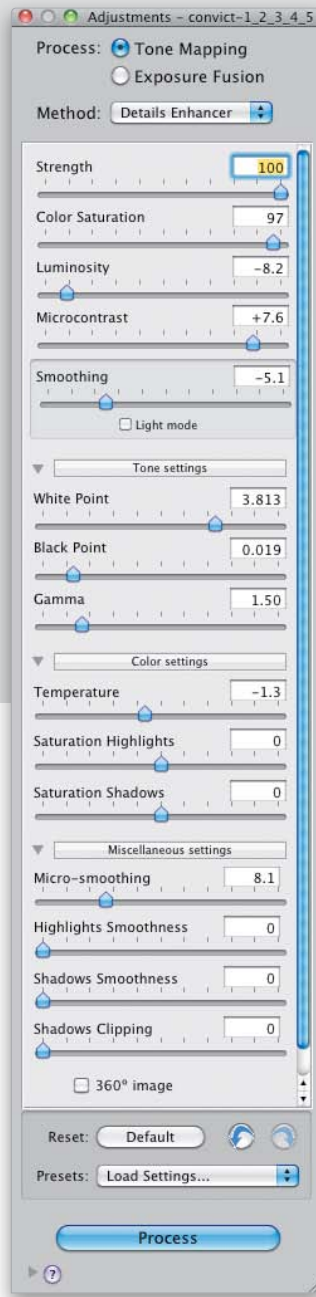 Adjustments – convict-1_2_3_4_5
Process: Tone Mapping
Exposure Fusion
Method: Details Enhancer
Strength 100
Color Saturation 97
Luminosity -8.2
Microcontrast +7.6
Smoothing -5.1
Light mode
Tone settings
White Point 3.813
Black Point 0.019
Gamma 1.50
Color settings
Temperature -1.3
Saturation Highlights 0
Saturation Shadows 0
Miscellaneous settings
Micro-smoothing 8.1
Highlights Smoothness 0
Shadows Smoothness 0
Shadows Clipping 0
360º image
Reset: Default
Presets: Load Settings...
Process
?